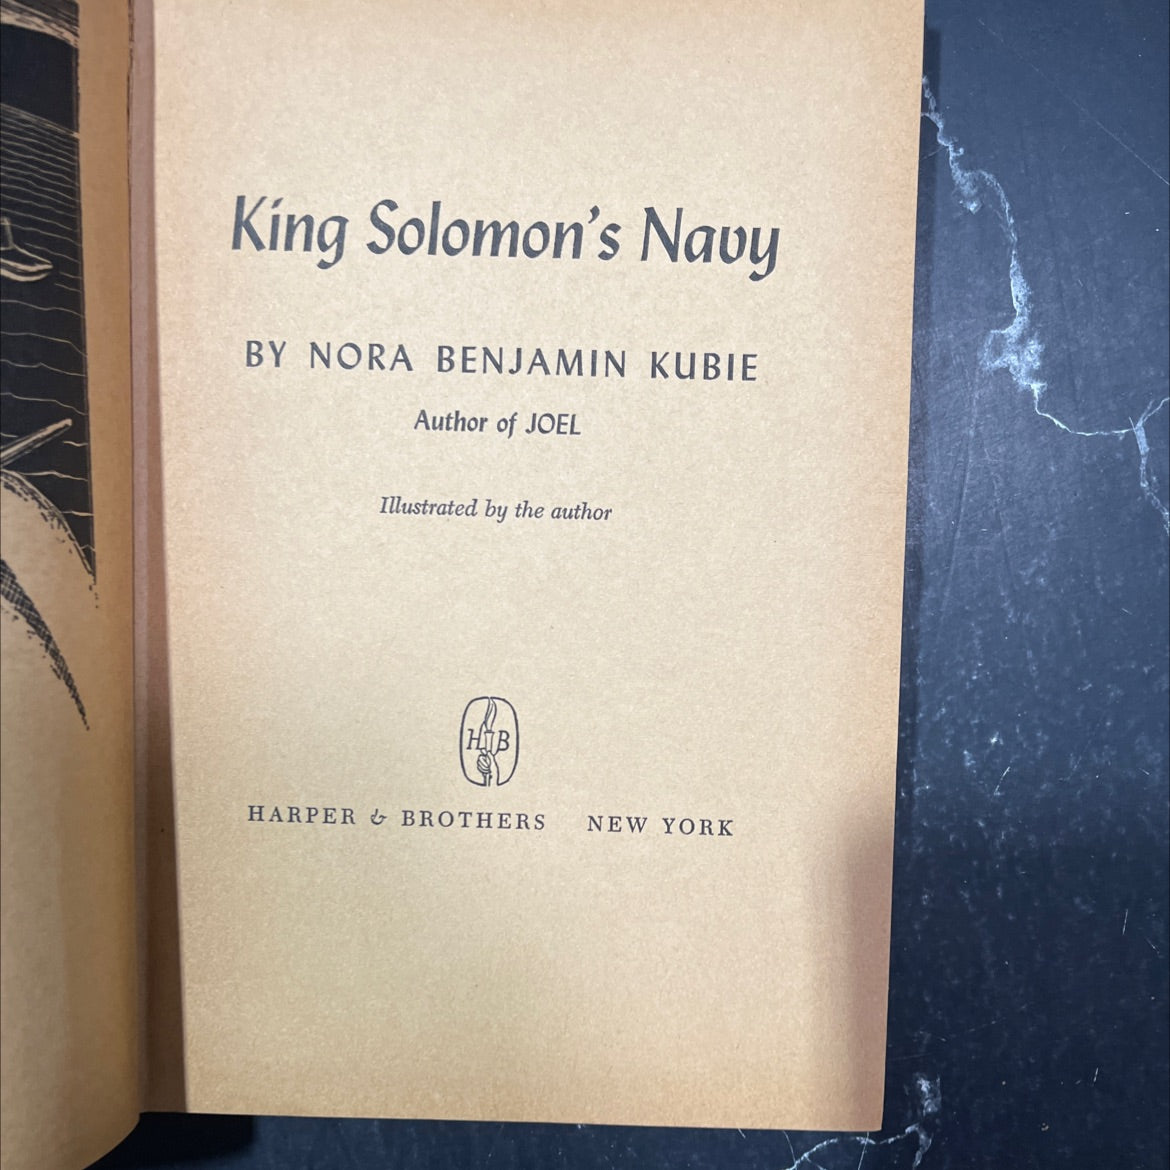 King Solomon's Navy
BY NORA BENJAMIN KUBIE
Author of JOEL
Illustrated by the author
H B
HARPER & BROTHERS NEW YORK